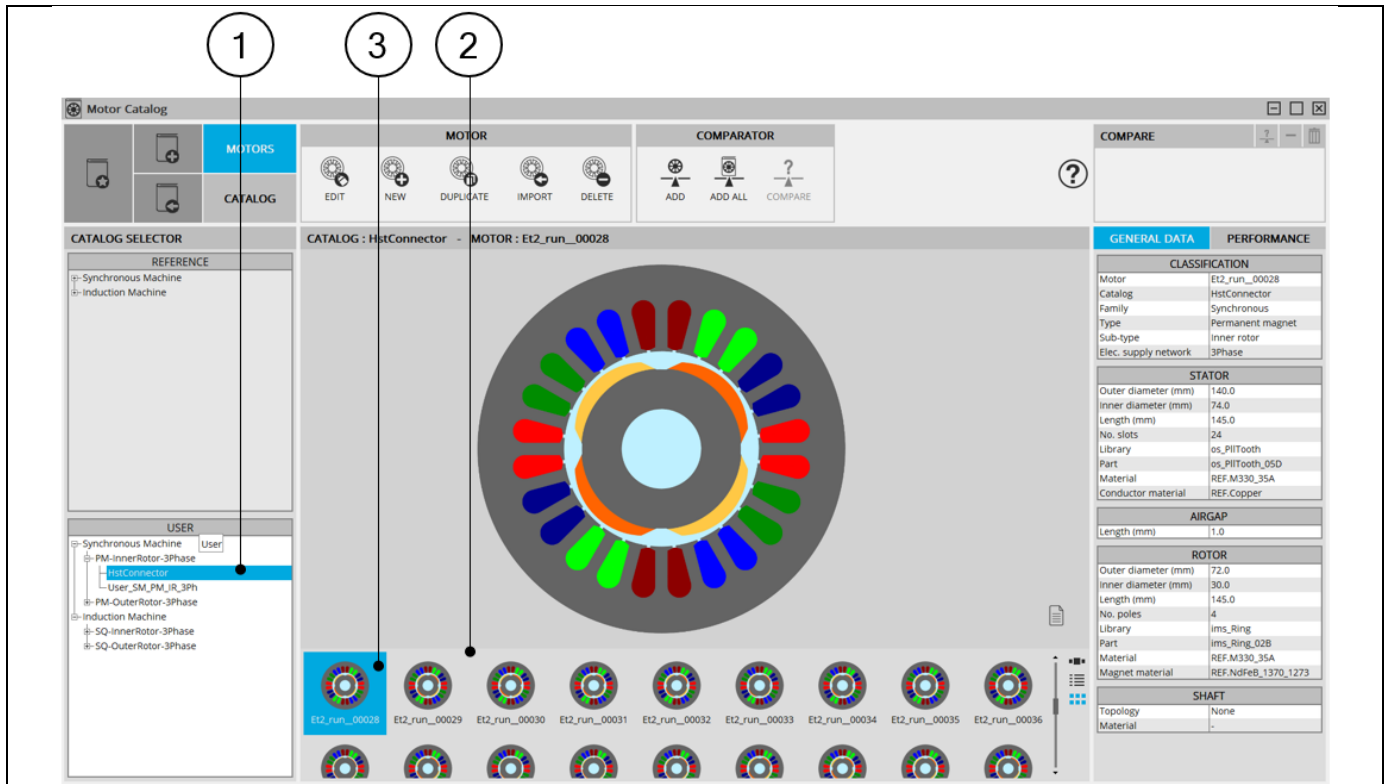 1
3
2
Motor Catalog
MOTORS
CATALOG
MOTOR
EDIT
NEW
DUPLICATE
IMPORT
DELETE
COMPARATOR
ADD
ADD ALL
?
COMPARE
?
COMPARE
?
CATALOG SELECTOR
REFERENCE
Synchronous Machine
Induction Machine
USER
Synchronous Machine
User
PM-InnerRotor-3Phase
HstConnector
User_SM_PM_IR_3Ph
PM-OuterRotor-3Phase
Induction Machine
SQ-InnerRotor-3Phase
SQ-OuterRotor-3Phase
CATALOG : HstConnector - MOTOR : Et2_run__00028
Et2_run__00028
Et2_run__00029
Et2_run__00030
Et2_run__00031
Et2_run__00032
Et2_run__00033
Et2_run__00034
Et2_run__00035
Et2_run__00036
GENERAL DATA
PERFORMANCE
CLASSIFICATION
Motor Et2_run__00028
Catalog HstConnector
Family Synchronous
Type Permanent magnet
Sub-type Inner rotor
Elec. supply network 3Phase
STATOR
Outer diameter (mm) 140.0
Inner diameter (mm) 74.0
Length (mm) 145.0
No. slots 24
Library os_PllTooth
Part os_PllTooth_05D
Material REF.M330_35A
Conductor material REF.Copper
AIRGAP
Length (mm) 1.0
ROTOR
Outer diameter (mm) 72.0
Inner diameter (mm) 30.0
Length (mm) 145.0
No. poles 4
Library ims_Ring
Part ims_Ring_02B
Material REF.M330_35A
Magnet material REF.NdFeB_1370_1273
SHAFT
Topology None
Material -